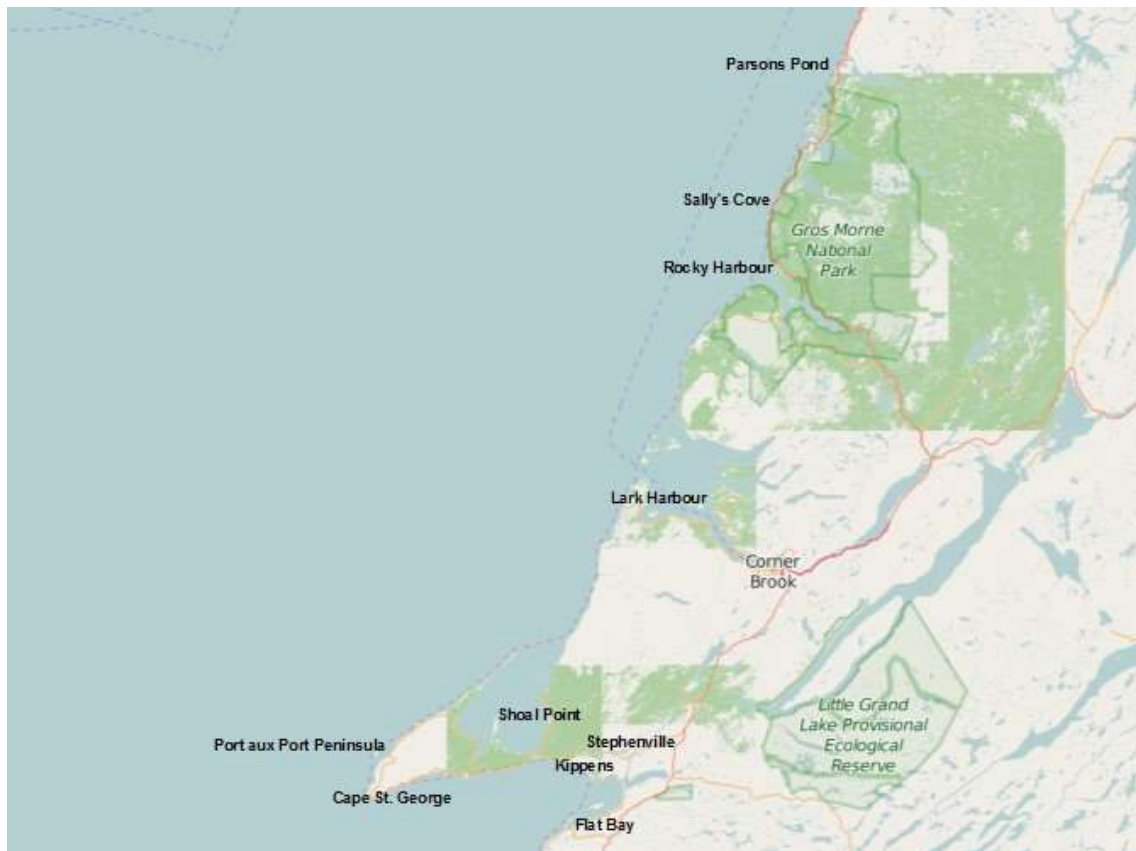 Parsons Pond
Sally's Cove
Gros Morne
National
Park
Rocky Harbour
Lark Harbour
Corner
Brook
Little Grand
Lake Provisional
Ecological
Reserve
Shoal Point
Stephenville
Port aux Port Peninsula
Kippens
Cape St. George
Flat Bay